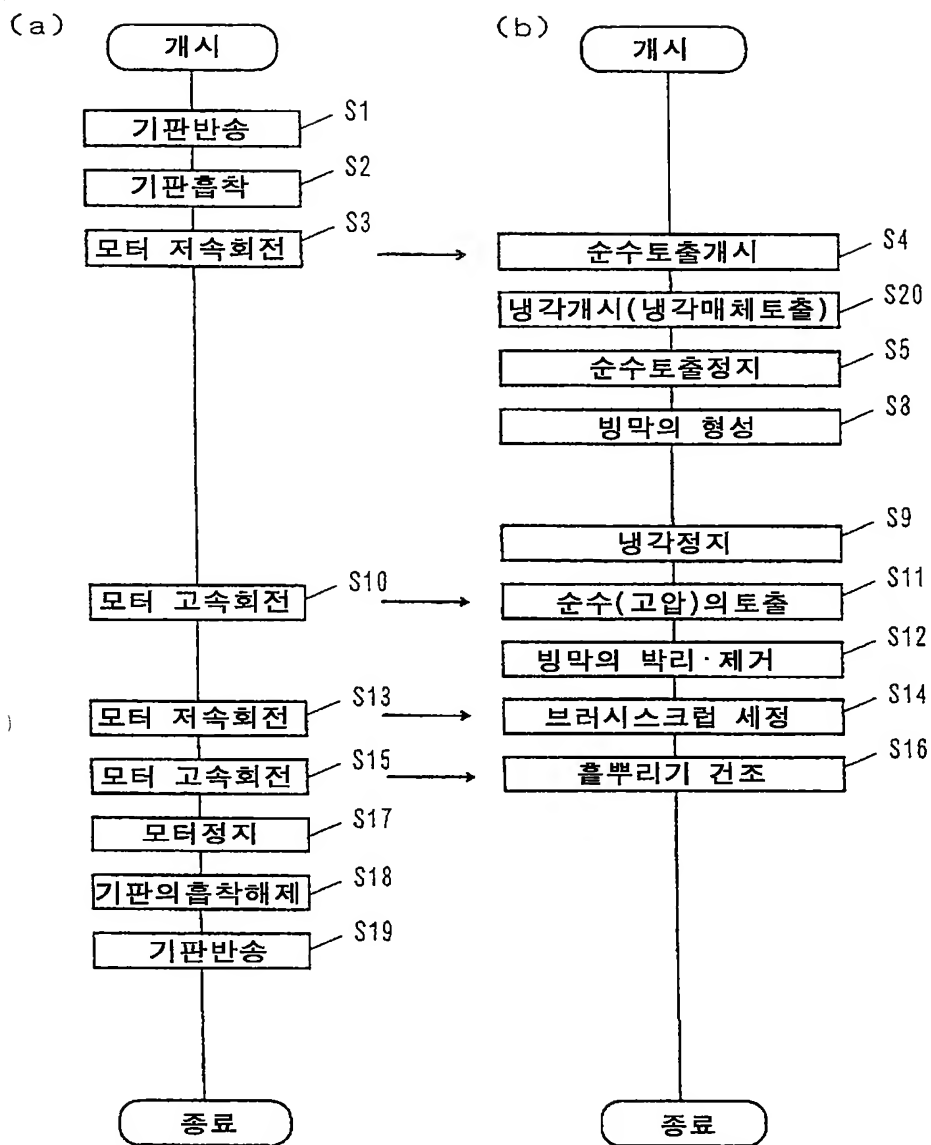 (a)
개시
기판반송
S1
기판흡착
S2
모터 저속회전
S3
모터 고속회전
S10
모터 저속회전
S13
모터 고속회전
S15
모터정지
S17
기판의흡착해제
S18
기판반송
S19
종료
(b)
개시
순수토출개시
S4
냉각개시(냉각매체토출)
S20
순수토출정지
S5
빙막의 형성
S8
냉각정지
S9
순수(고압)의토출
S11
빙막의 박리·제거
S12
브러시스크럽 세정
S14
흩뿌리기 건조
S16
종료